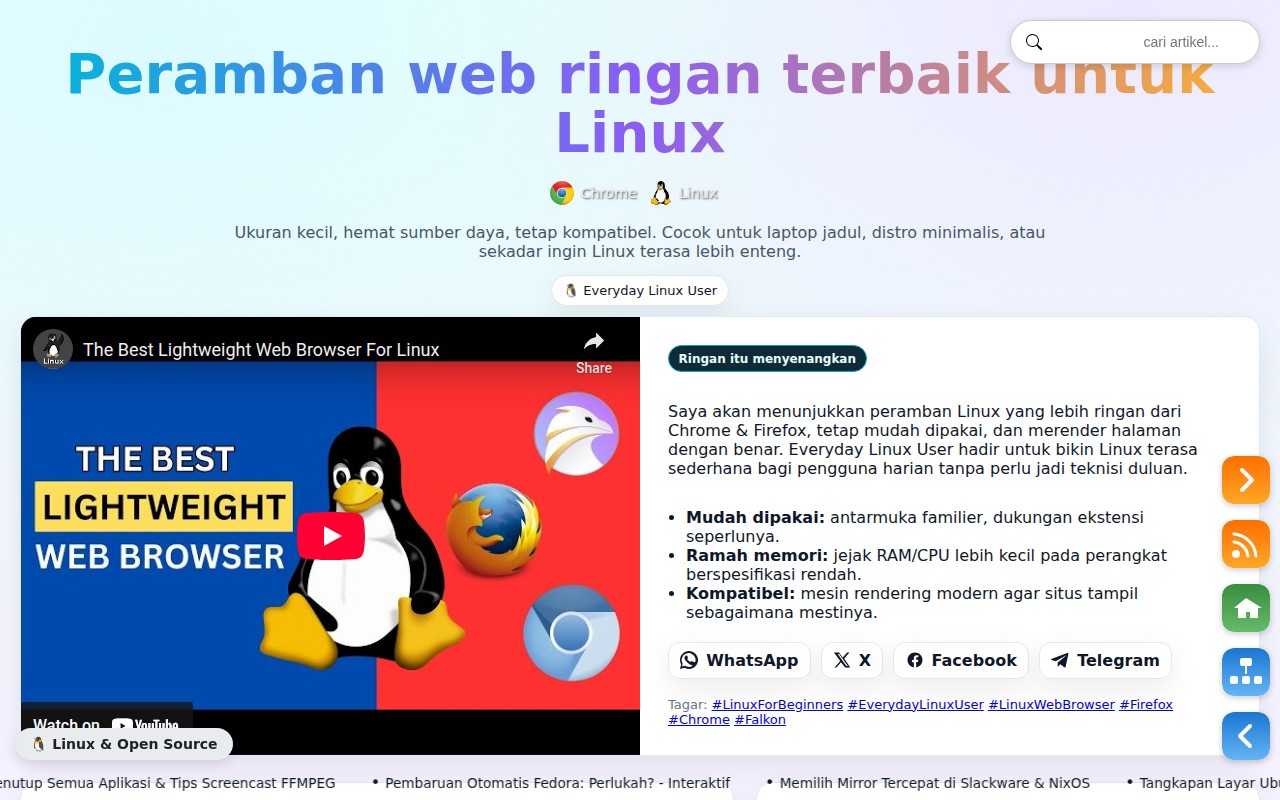 cari artikel...
Peramban web ringan terbaik untuk
Linux
Chrome Linux
Ukuran kecil, hemat sumber daya, tetap kompatibel. Cocok untuk laptop jadul, distro minimalis, atau
sekadar ingin Linux terasa lebih enteng.
Everyday Linux User
Linux
The Best Lightweight Web Browser For Linux
Share
THE BEST
LIGHTWEIGHT
WEB BROWSER
Watch on YouTube
Linux & Open Source
Ringan itu menyenangkan
Saya akan menunjukkan peramban Linux yang lebih ringan dari
Chrome & Firefox, tetap mudah dipakai, dan merender halaman
dengan benar. Everyday Linux User hadir untuk bikin Linux terasa
sederhana bagi pengguna harian tanpa perlu jadi teknisi duluan.
• Mudah dipakai: antarmuka familier, dukungan ekstensi
seperlunya.
• Ramah memori: jejak RAM/CPU lebih kecil pada perangkat
berspesifikasi rendah.
• Kompatibel: mesin rendering modern agar situs tampil
sebagaimana mestinya.
WhatsApp X Facebook Telegram
Tagar: #LinuxForBeginners #EverydayLinuxUser #LinuxWebBrowser #Firefox
#Chrome #Falkon
Semua Aplikasi & Tips Screencast FFMPEG • Pembaruan Otomatis Fedora: Perlukah? - Interaktif • Memilih Mirror Tercepat di Slackware & NixOS • Tangkapan Layar